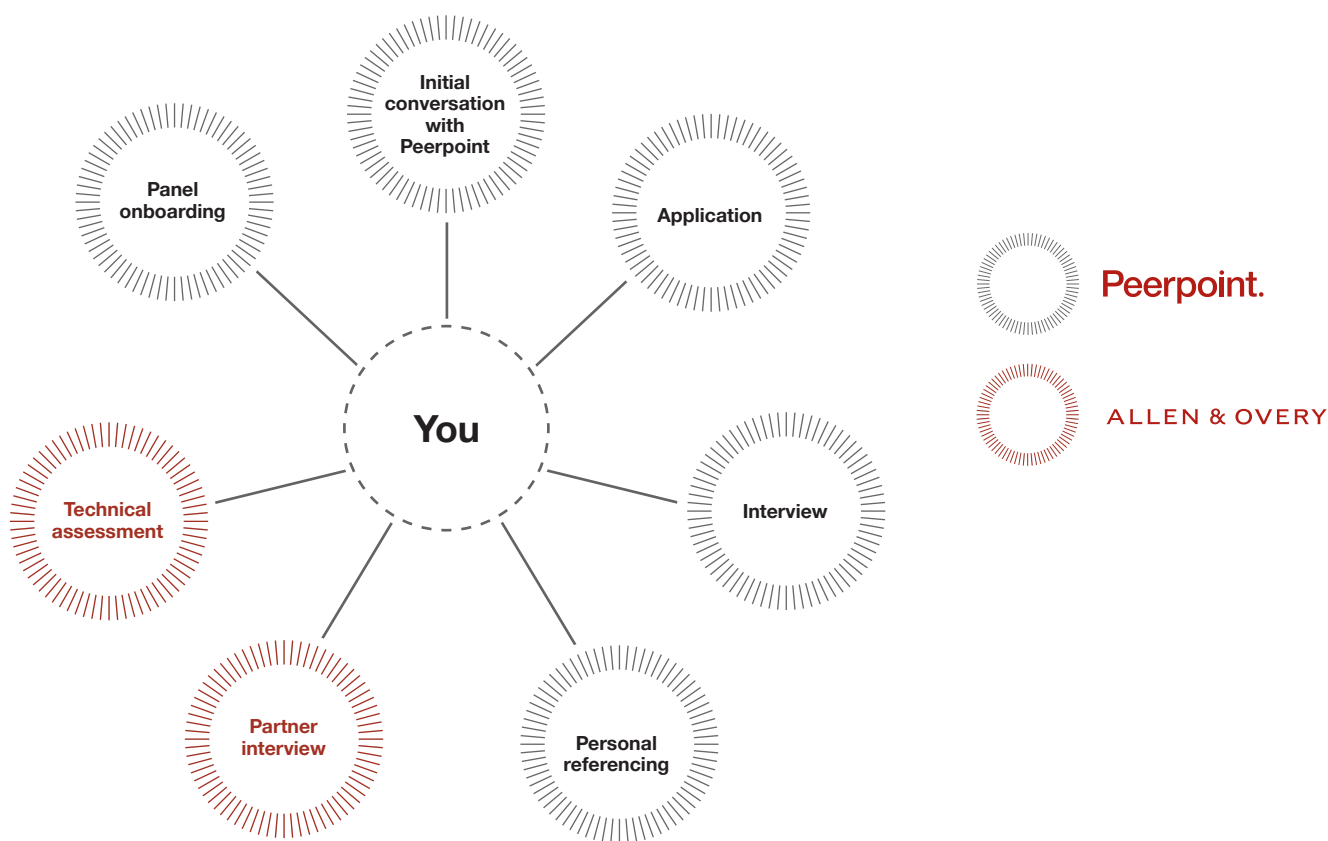 Initial
conversation
with
Peerpoint
Panel
onboarding
Application
Peerpoint.
ALLEN & OVERY
You
Technical
assessment
Interview
Partner
interview
Personal
referencing